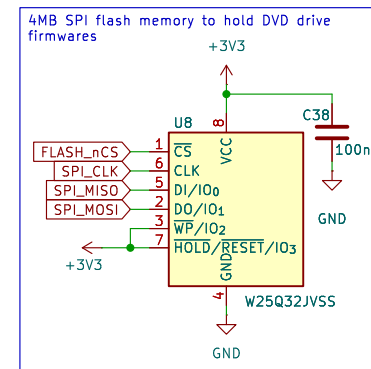 4MB SPI flash memory to hold DVD drive
firmwares
+3V3
U8
C38
100n
8
VCC
FLASH_nCS
1
CS
SPI_CLK
6
CLK
SPI_MISO
5
DI/IO0
SPI_MOSI
2
DO/IO1
3
WP/IO2
7
HOLD/RESET/IO3
+3V3
GND
GND
4
W25Q32JVSS
GND